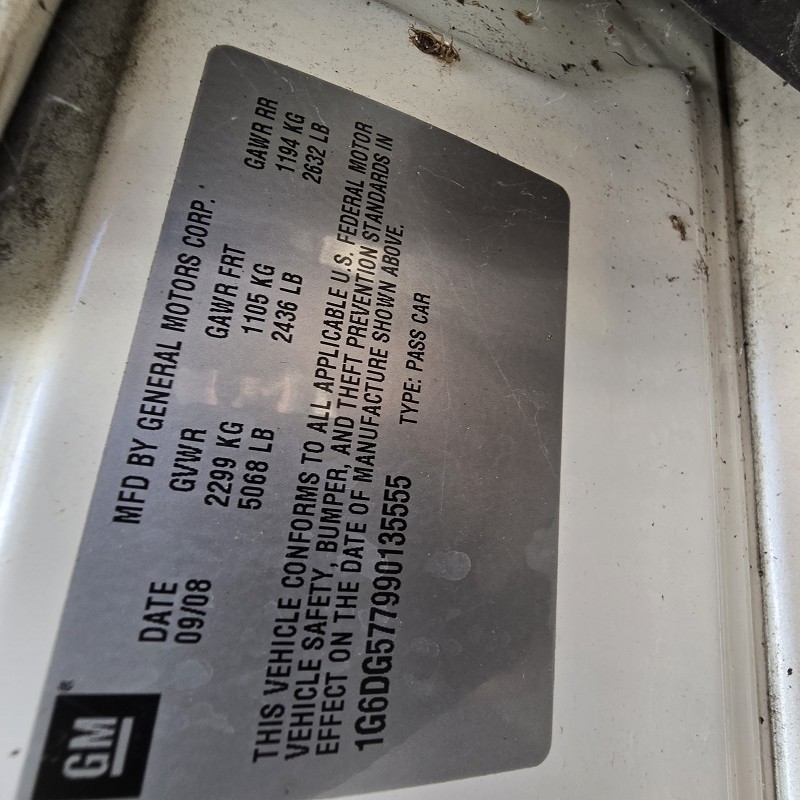 GM
DATE
09/08
MFD BY GENERAL MOTORS CORP.
GVWR
2299 KG
5068 LB
GAWR FRT
1105 KG
2436 LB
GAWR RR
1194 KG
2632 LB
THIS VEHICLE CONFORMS TO ALL APPLICABLE U.S. FEDERAL MOTOR
VEHICLE SAFETY, BUMPER, AND THEFT PREVENTION STANDARDS IN
EFFECT ON THE DATE OF MANUFACTURE SHOWN ABOVE.
1G6DG577990135555
TYPE: PASS CAR